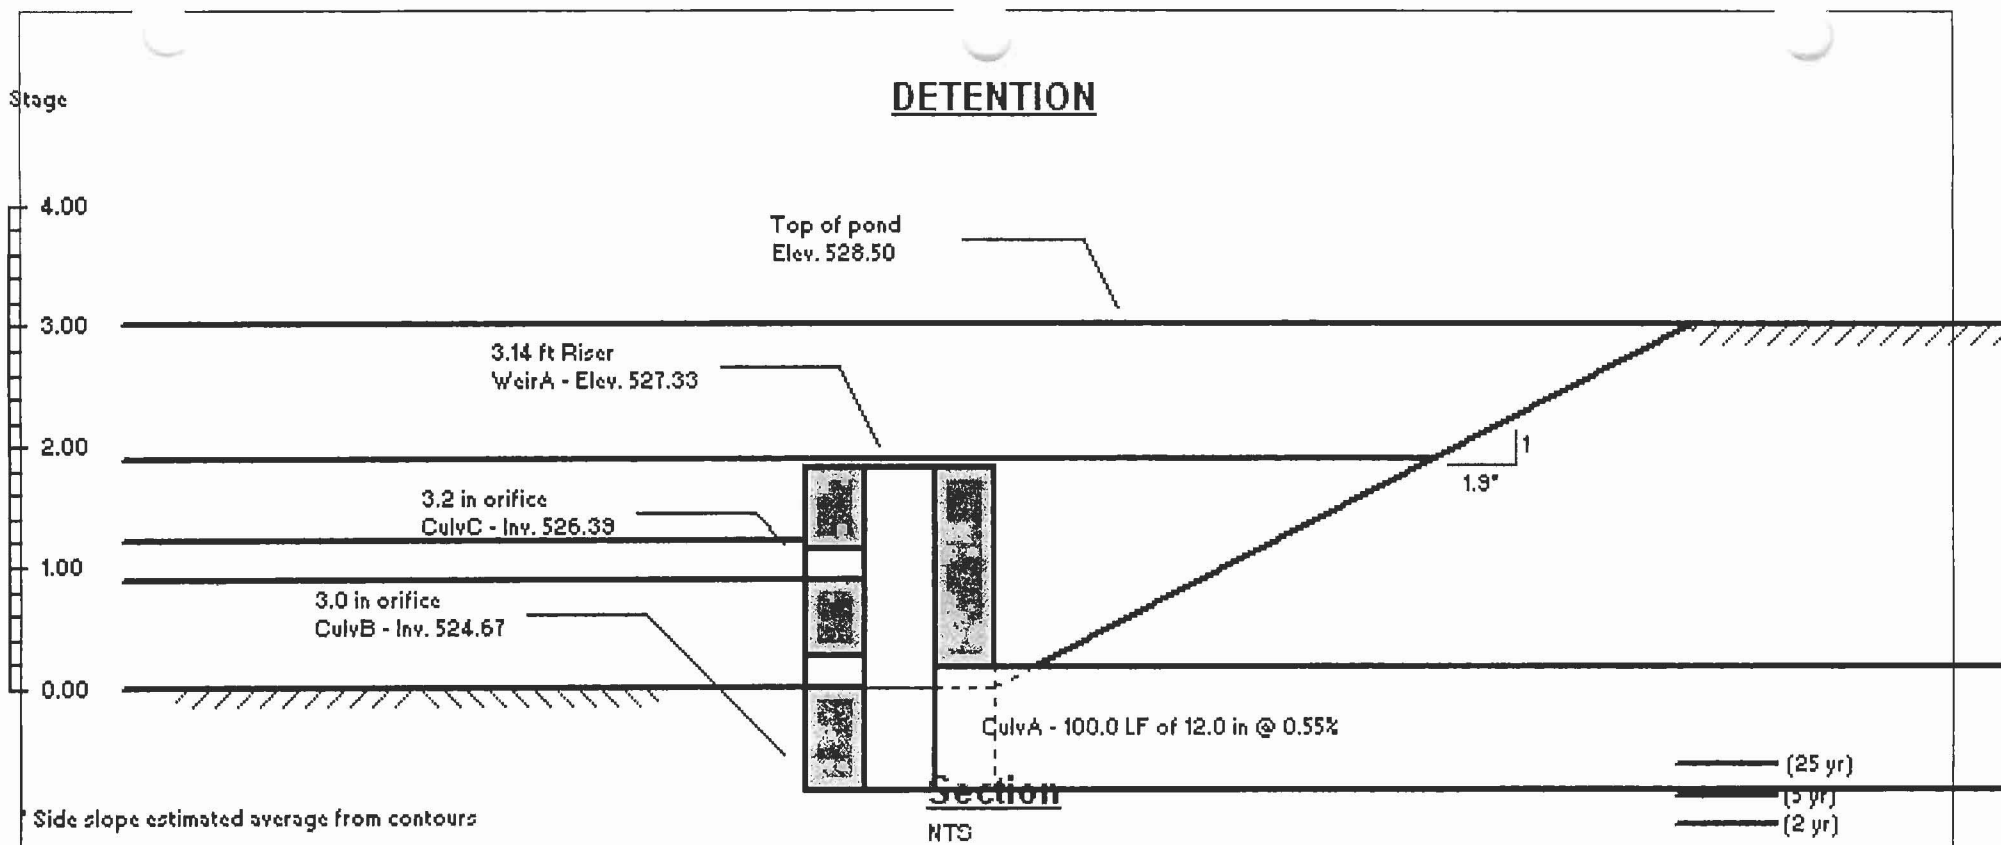 DETENTION
Stage
4.00
Top of pond
Elev. 528.50
3.00
3.14 ft Riser
WeirA - Elev. 527.33
2.00
1
1.9*
3.2 in orifice
CulvC - Inv. 526.39
1.00
3.0 in orifice
CulvB - Inv. 524.67
0.00
CulvA - 100.0 LF of 12.0 in @ 0.55%
(25 yr)
Section
(5 yr)
* Side slope estimated average from contours
NTS
(2 yr)